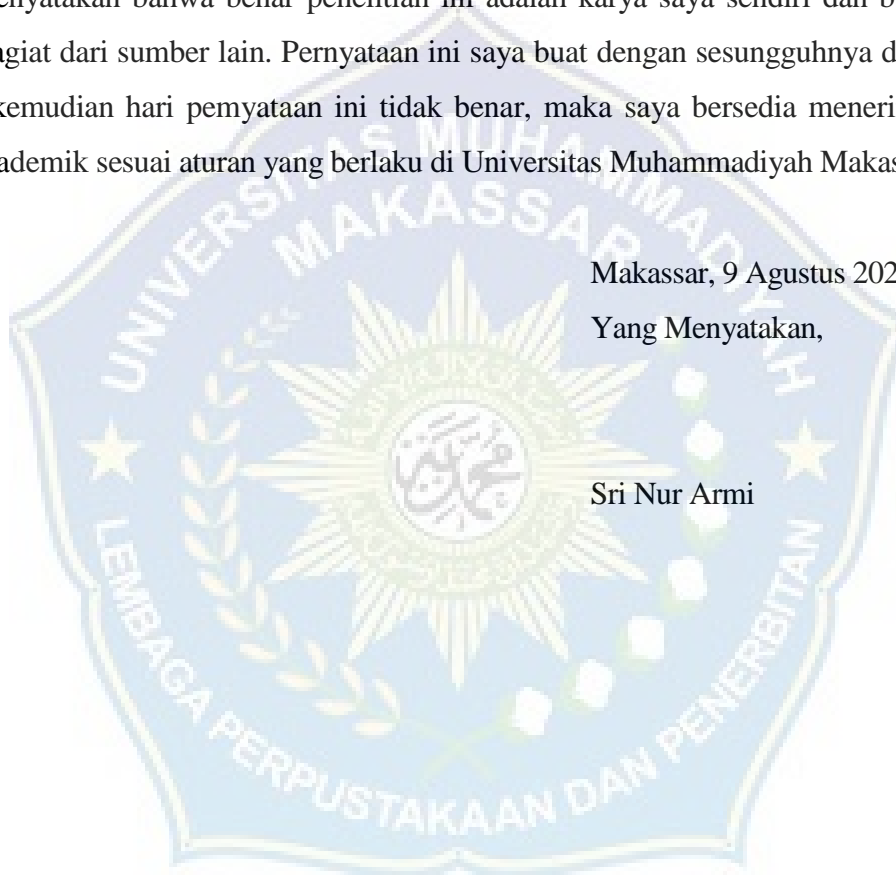 enyatakan bahwa benar penelitian ini adalah karya saya sendiri dan b
agiat dari sumber lain. Pernyataan ini saya buat dengan sesungguhnya d
kemudian hari pemyataan ini tidak benar, maka saya bersedia meneri
ademik sesuai aturan yang berlaku di Universitas Muhammadiyah Makas
UNIVERSITAS MUHAMMADIYAH
MAKASSAR
Makassar, 9 Agustus 202
Yang Menyatakan,
Sri Nur Armi
LEMBAGA PERPUSTAKAAN DAN PENERBITAN